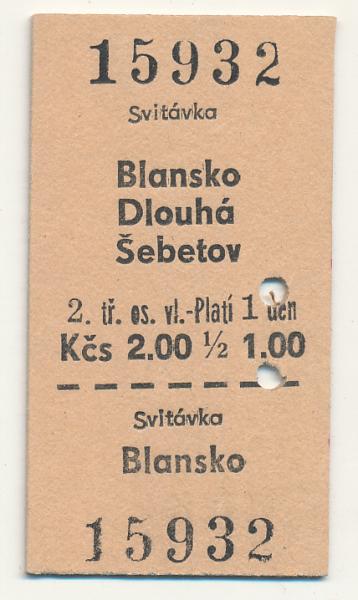 15932
Svitávka
Blansko
Dlouhá
Šebetov
2. tř. os. vl.-Platí 1 den
Kčs 2.00 ½ 1.00
Svitávka
Blansko
15932